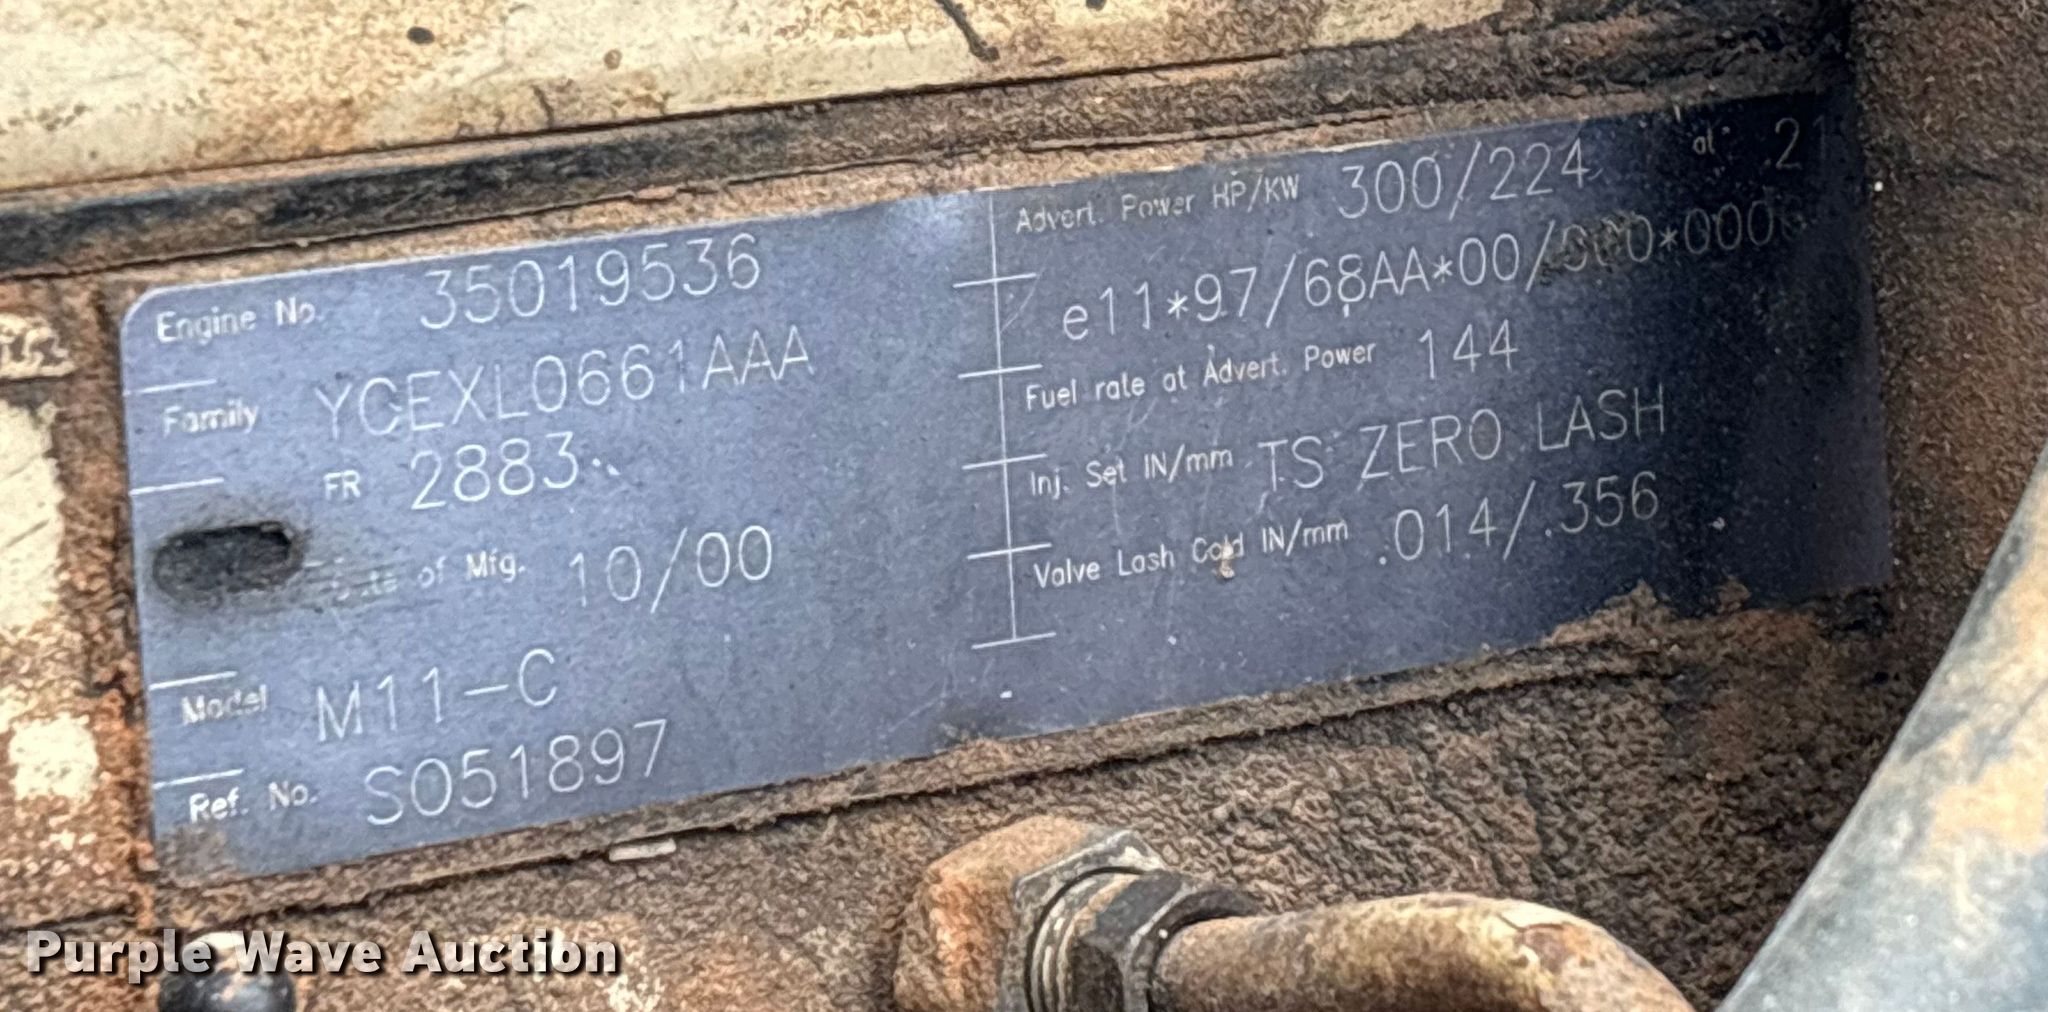 Engine No. 35019536
Family YCEXL0661AAA
FR 2883
of Mfg. 10/00
Model M11-C
Ref. No. S051897
Advert. Power HP/KW 300/224 at 21
e11*97/68AA*00/000*000
Fuel rate at Advert. Power 144
Inj. Set IN/mm TS ZERO LASH
Valve Lash Cold IN/mm .014/.356
Purple Wave Auction